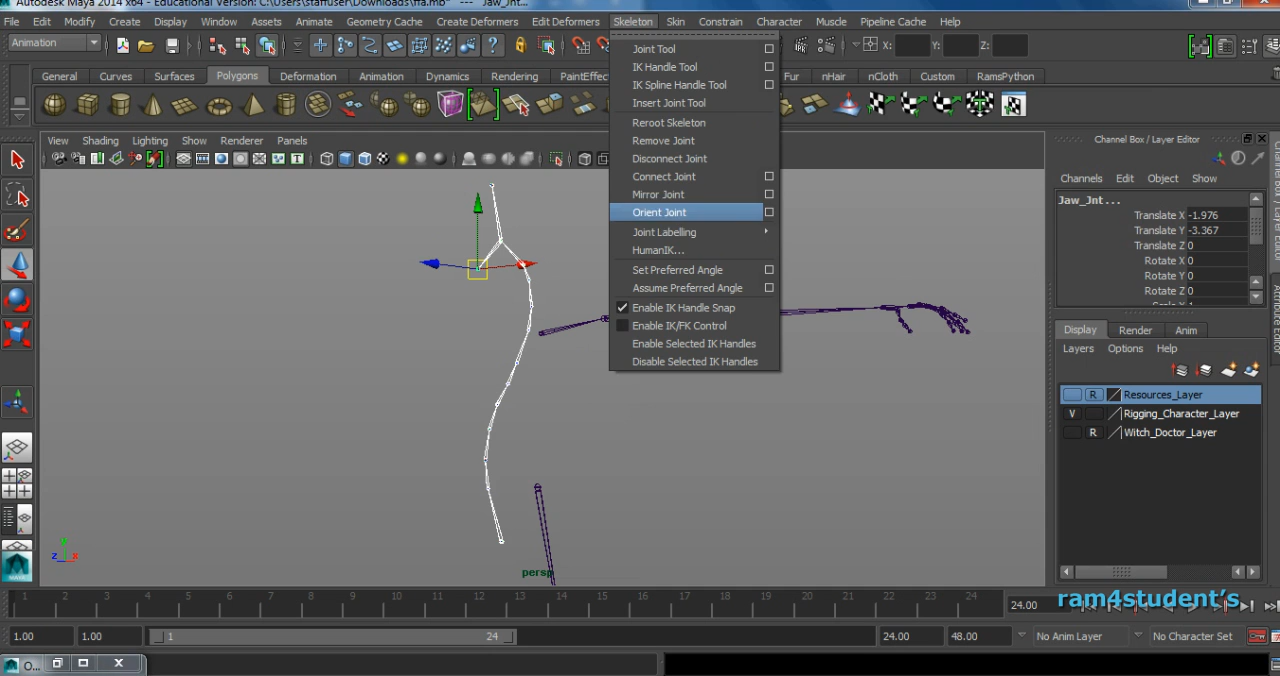 Autodesk Maya 2014 x64 - Educational Version: C:\Users\staffuser\Downloads\ffa.mb* --- Jaw_Jnt...
File Edit Modify Create Display Window Assets Animate Geometry Cache Create Deformers Edit Deformers Skeleton Skin Constrain Character Muscle Pipeline Cache Help
Animation X: Y: Z:
General Curves Surfaces Polygons Deformation Animation Dynamics Rendering PaintEffec Fur nHair nCloth Custom RamsPython
View Shading Lighting Show Renderer Panels
Joint Tool
IK Handle Tool
IK Spline Handle Tool
Insert Joint Tool
Reroot Skeleton
Remove Joint
Disconnect Joint
Connect Joint
Mirror Joint
Orient Joint
Joint Labelling
HumanIK...
Set Preferred Angle
Assume Preferred Angle
Enable IK Handle Snap
Enable IK/FK Control
Enable Selected IK Handles
Disable Selected IK Handles
Channel Box / Layer Editor
Channels Edit Object Show
Jaw_Jnt...
Translate X -1.976
Translate Y -3.367
Translate Z 0
Rotate X 0
Rotate Y 0
Rotate Z 0
Channel Box / Layer Editor
Attribute Editor
Display Render Anim
Layers Options Help
R Resources_Layer
V Rigging_Character_Layer
R Witch_Doctor_Layer
z x
persp
1 2 3 4 5 6 7 8 9 10 11 12 13 14 15 16 17 18 19 20 21 22 23 24 24.00
ram4student's
1.00 1.00 1 24 24.00 48.00 No Anim Layer No Character Set
MAYA
O...